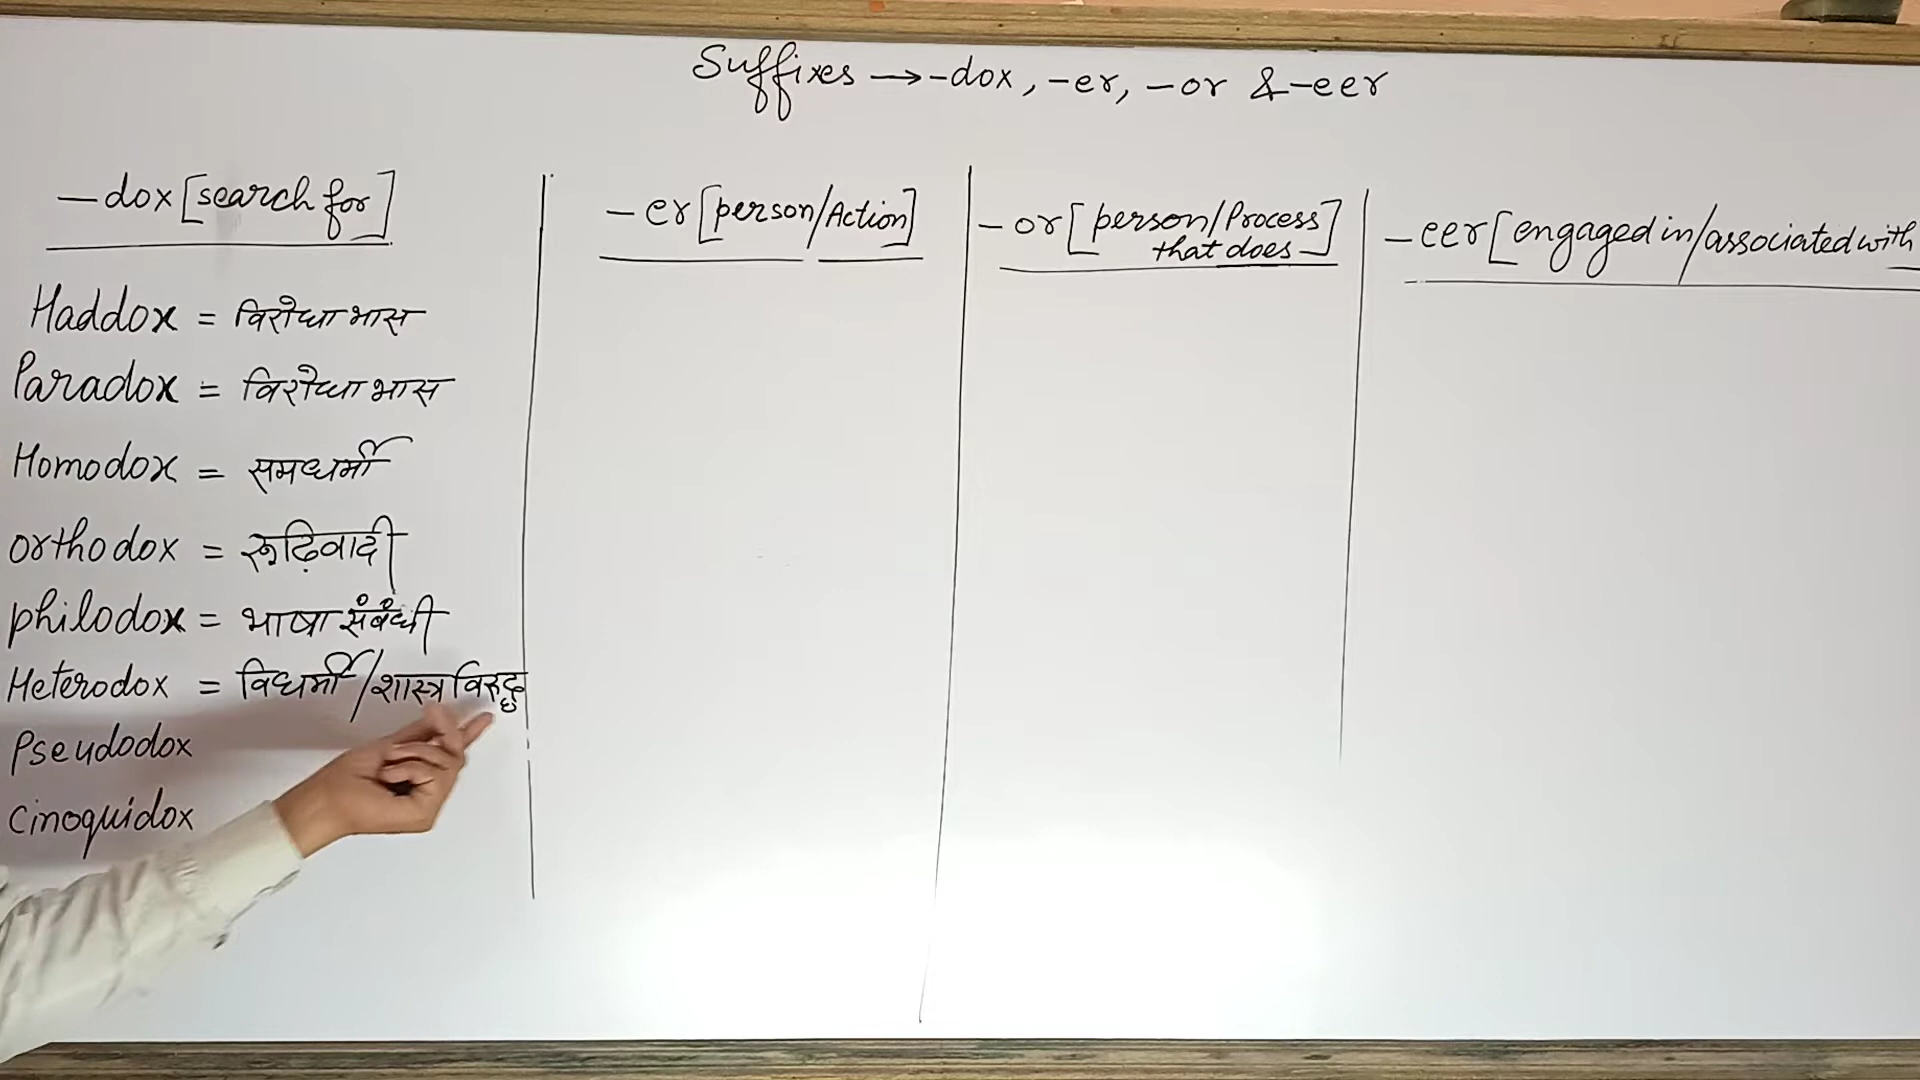 Suffixes → -dox, -er, -or & -eer
-dox [search for]
Haddox = विरोधाभास
Paradox = विरोधाभास
Homodox = समधर्मी
orthodox = रूढ़िवादी
philodox = भाषा संबंधी
Heterodox = विधर्मी/शास्त्र विरुद्ध
Pseudodox
Cinoquidox
-er [person/Action]
-or [person/Process
that does]
-eer [engaged in/associated with